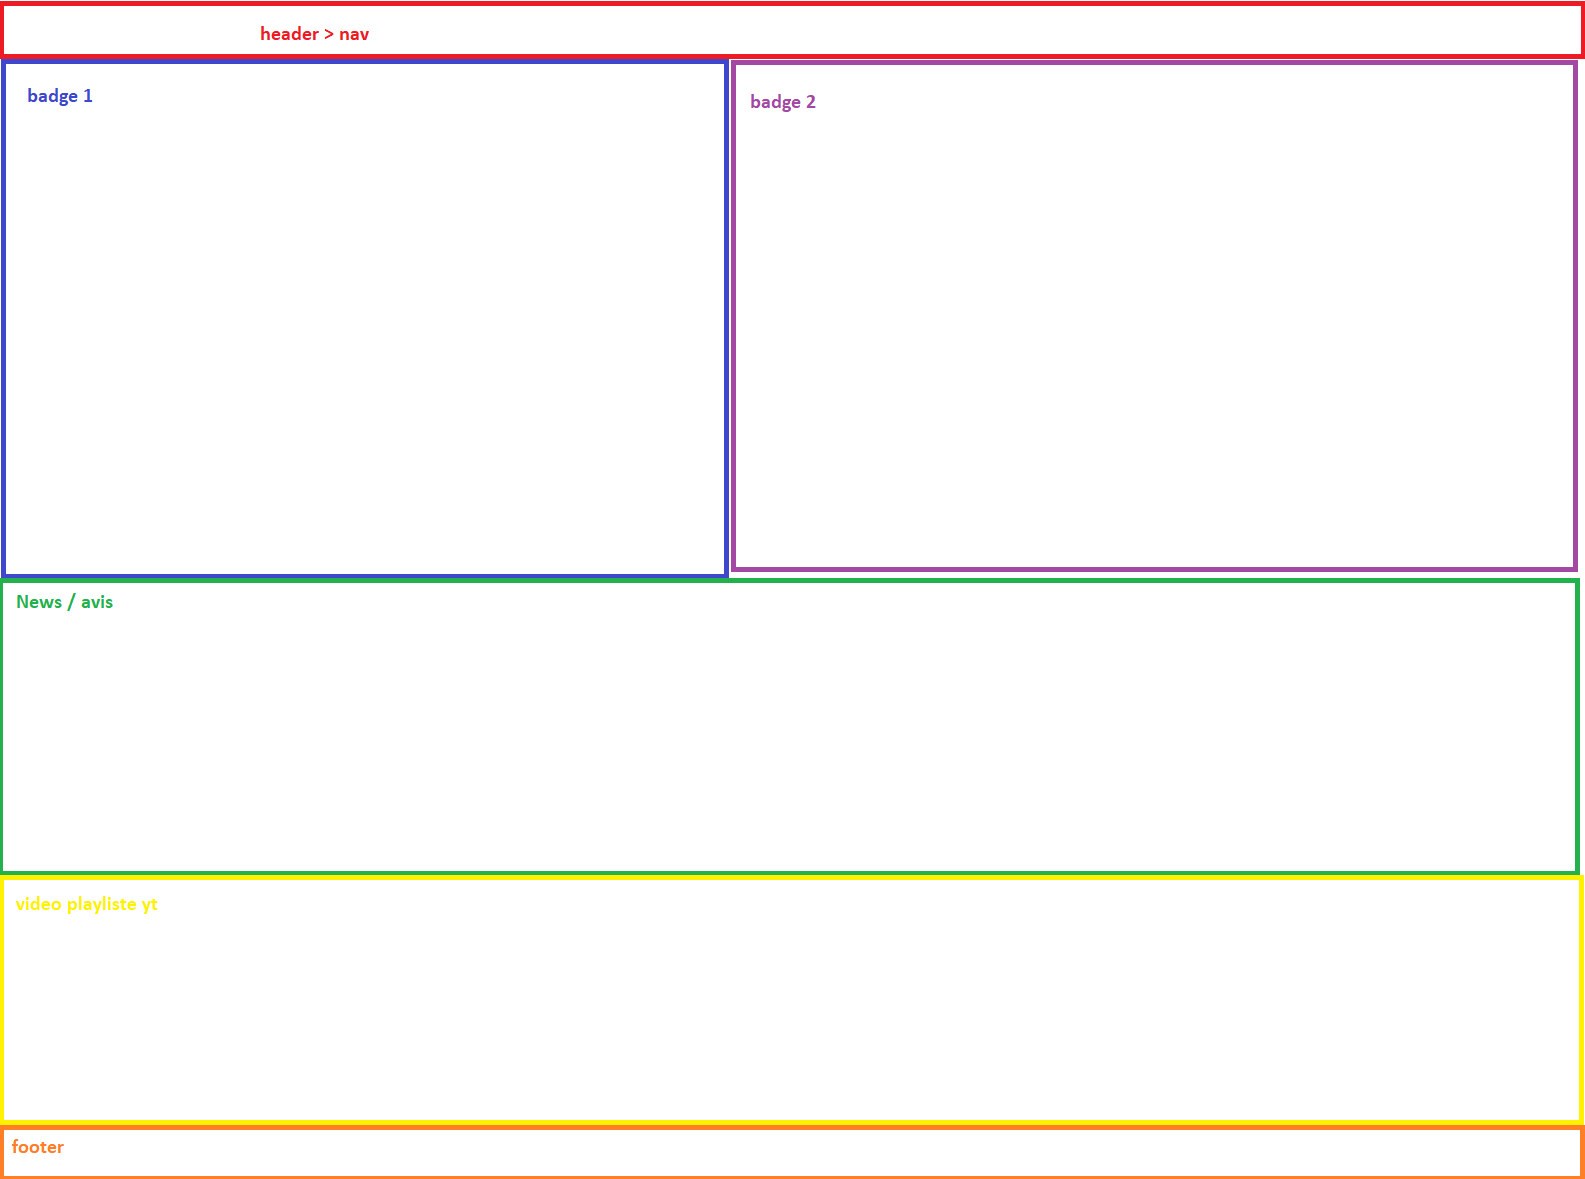 header > nav
badge 1
badge 2
News / avis
video playliste yt
footer